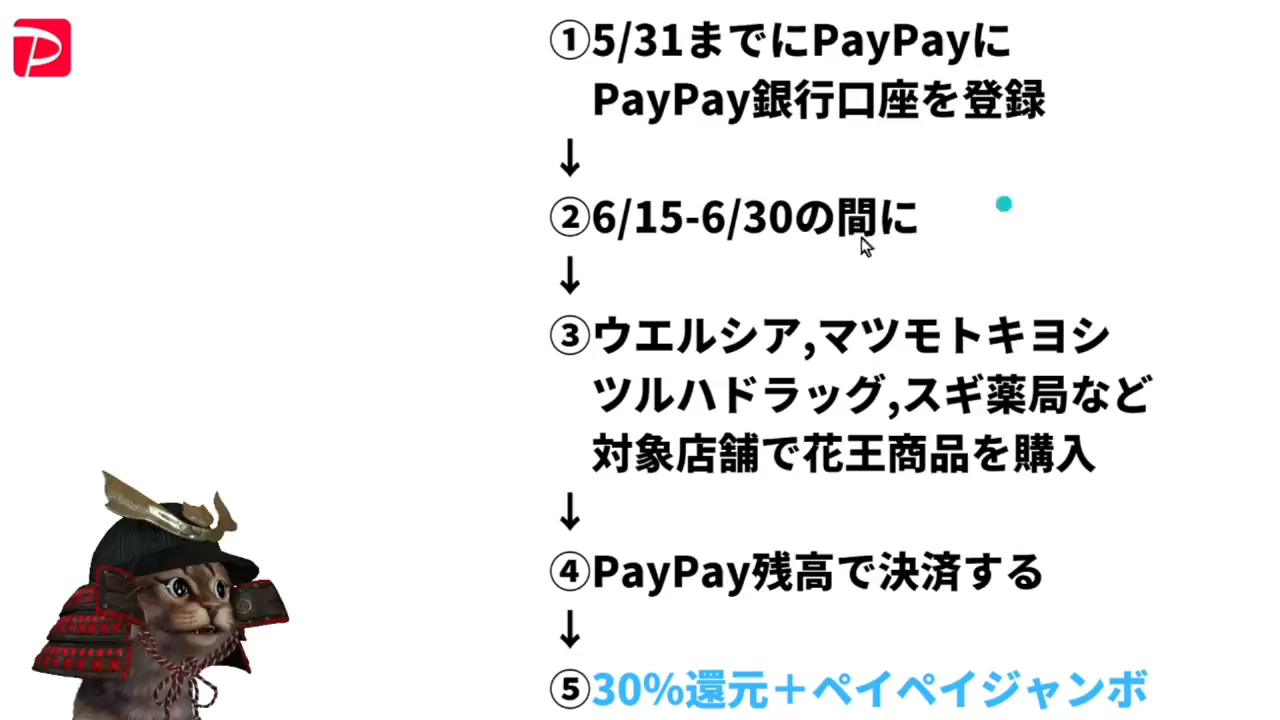 ①5/31までにPayPayに
PayPay銀行口座を登録
↓
②6/15-6/30の間に
↓
③ウエルシア,マツモトキヨシ
ツルハドラッグ,スギ薬局など
対象店舗で花王商品を購入
↓
④PayPay残高で決済する
↓
⑤30%還元＋ペイペイジャンボ